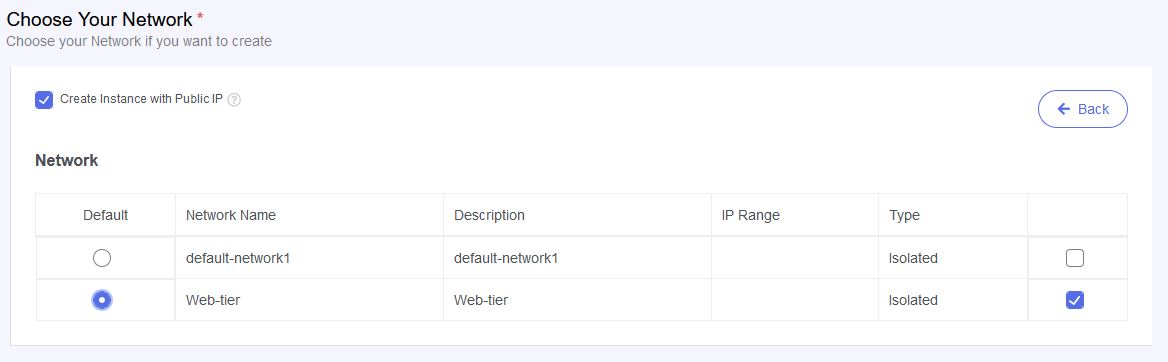 Choose Your Network *
Choose your Network if you want to create
Create Instance with Public IP ?
Back
Network
Default Network Name Description IP Range Type
default-network1 default-network1 Isolated
Web-tier Web-tier Isolated